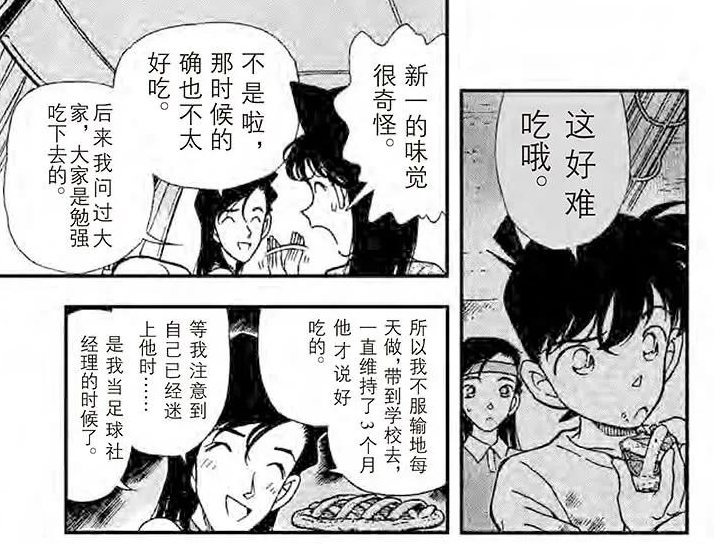 这好难
吃哦。
新一的味觉
很奇怪。
不是啦，
那时候的
确也不太
好吃。
后来我问过大
家，大家是勉强
吃下去的。
所以我不服输地每
天做，带到学校去，
一直维持了3个月
他才说好
吃的。
等我注意到
自己已经迷
上他时……
是我当足球社
经理的时候了。